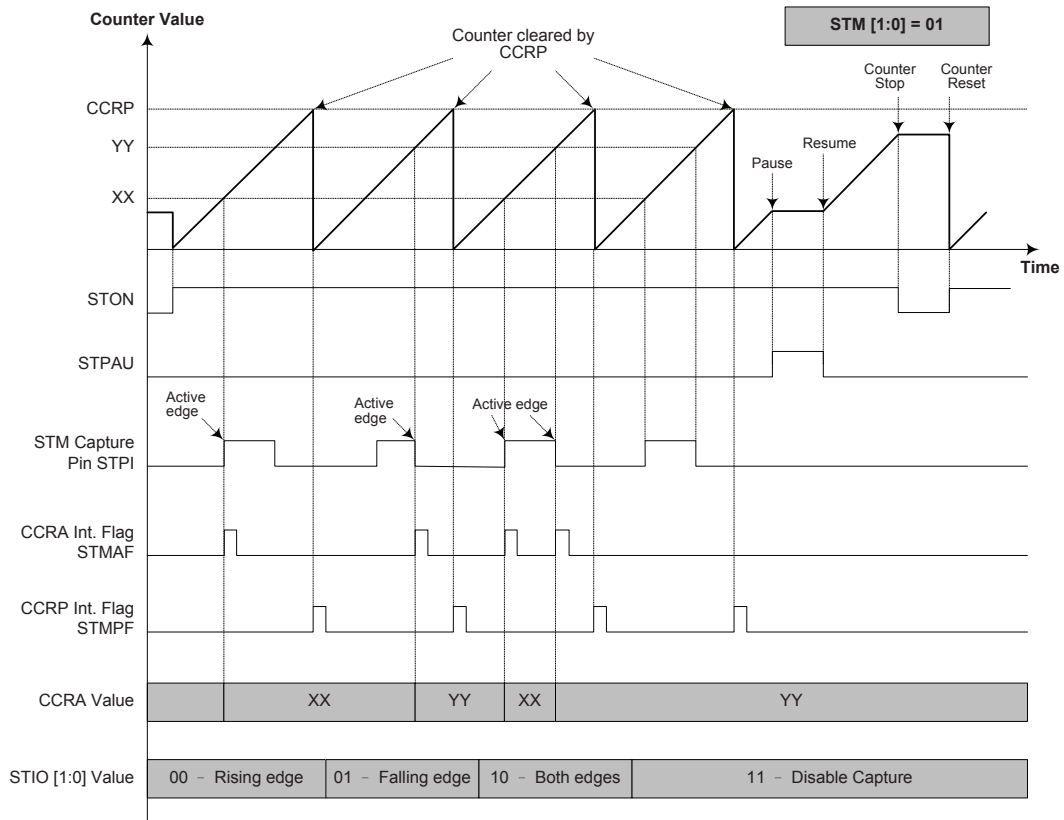 Counter Value
STM [1:0] = 01
Counter cleared by
CCRP
Counter
Stop
Counter
Reset
CCRP
YY
Resume
Pause
XX
Time
STON
STPAU
Active
edge
Active
edge
Active edge
STM Capture
Pin STPI
CCRA Int. Flag
STMAF
CCRP Int. Flag
STMPF
CCRA Value
XX
YY
XX
YY
STIO [1:0] Value
00 - Rising edge
01 - Falling edge
10 - Both edges
11 - Disable Capture